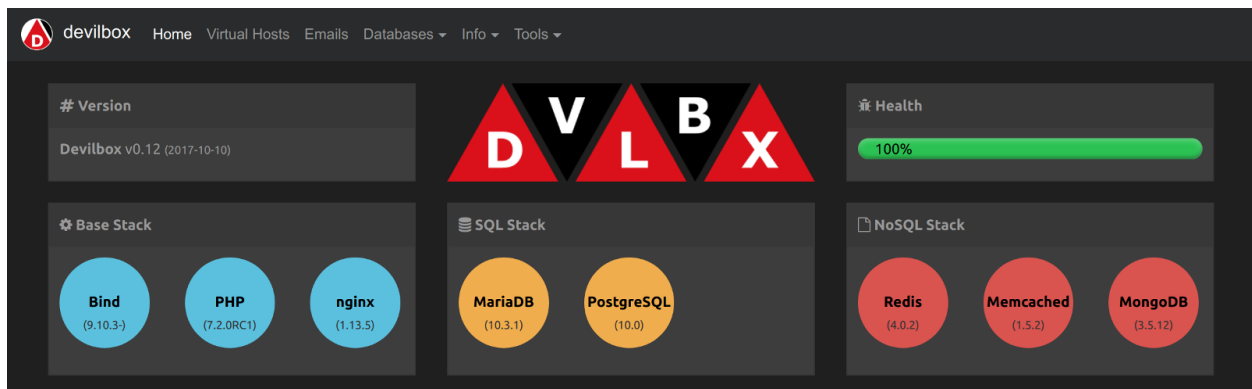 devilbox Home Virtual Hosts Emails Databases Info Tools
# Version
Devilbox v0.12 (2017-10-10)
D V L B X
Health
100%
Base Stack
Bind
(9.10.3-)
PHP
(7.2.0RC1)
nginx
(1.13.5)
SQL Stack
MariaDB
(10.3.1)
PostgreSQL
(10.0)
NoSQL Stack
Redis
(4.0.2)
Memcached
(1.5.2)
MongoDB
(3.5.12)